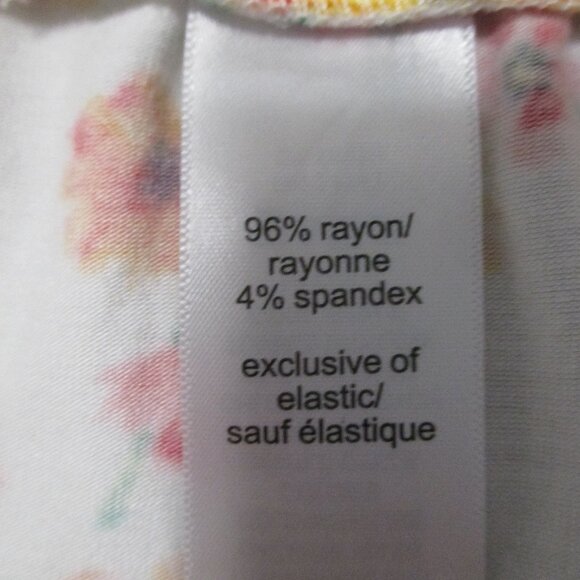 96% rayon/
rayonne
4% spandex
exclusive of
elastic/
sauf élastique